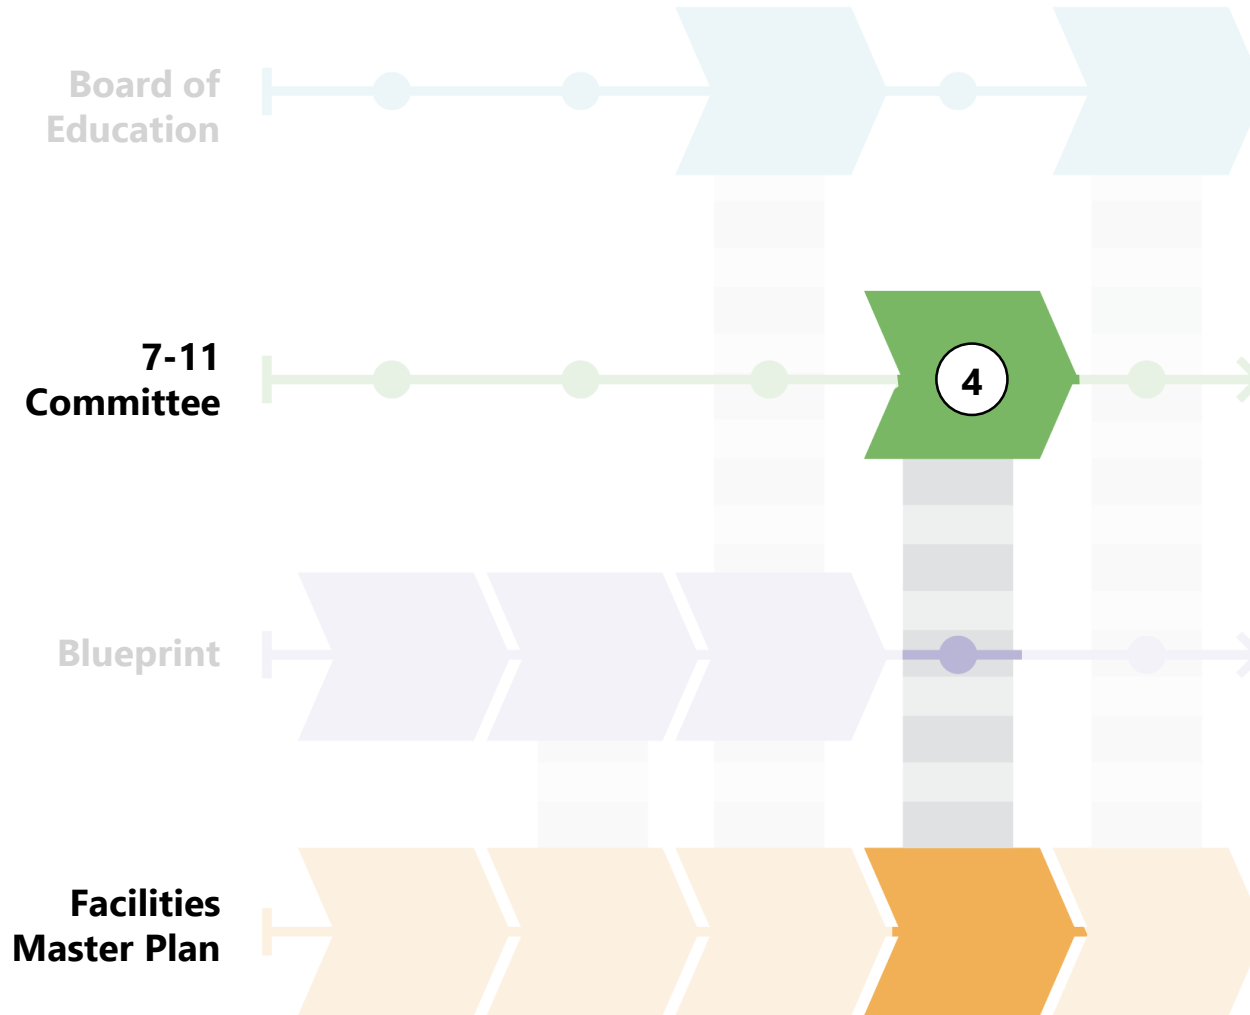 Board of
Education
7-11
Committee
4
Blueprint
Facilities
Master Plan